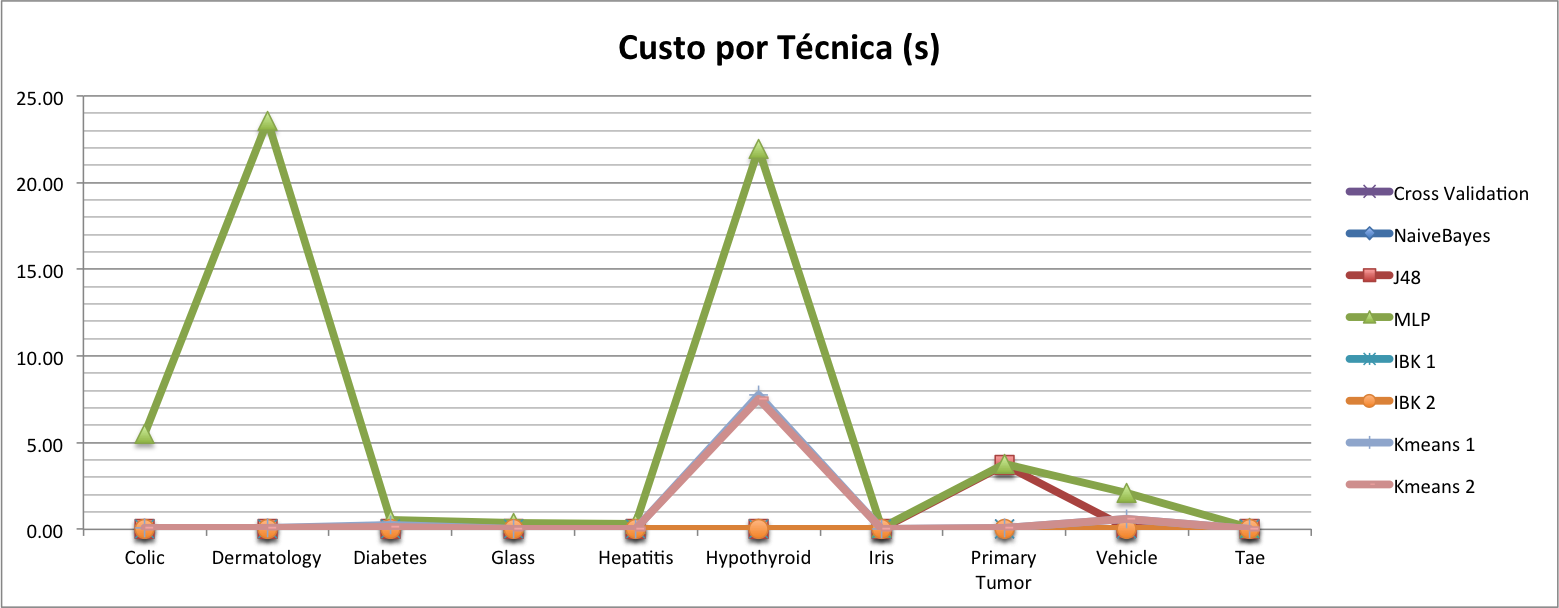 Custo por Técnica (s)
25.00
20.00
15.00
10.00
5.00
0.00
Colic
Dermatology
Diabetes
Glass
Hepatitis
Hypothyroid
Iris
Primary
Tumor
Vehicle
Tae
Cross Validation
NaiveBayes
J48
MLP
IBK 1
IBK 2
Kmeans 1
Kmeans 2